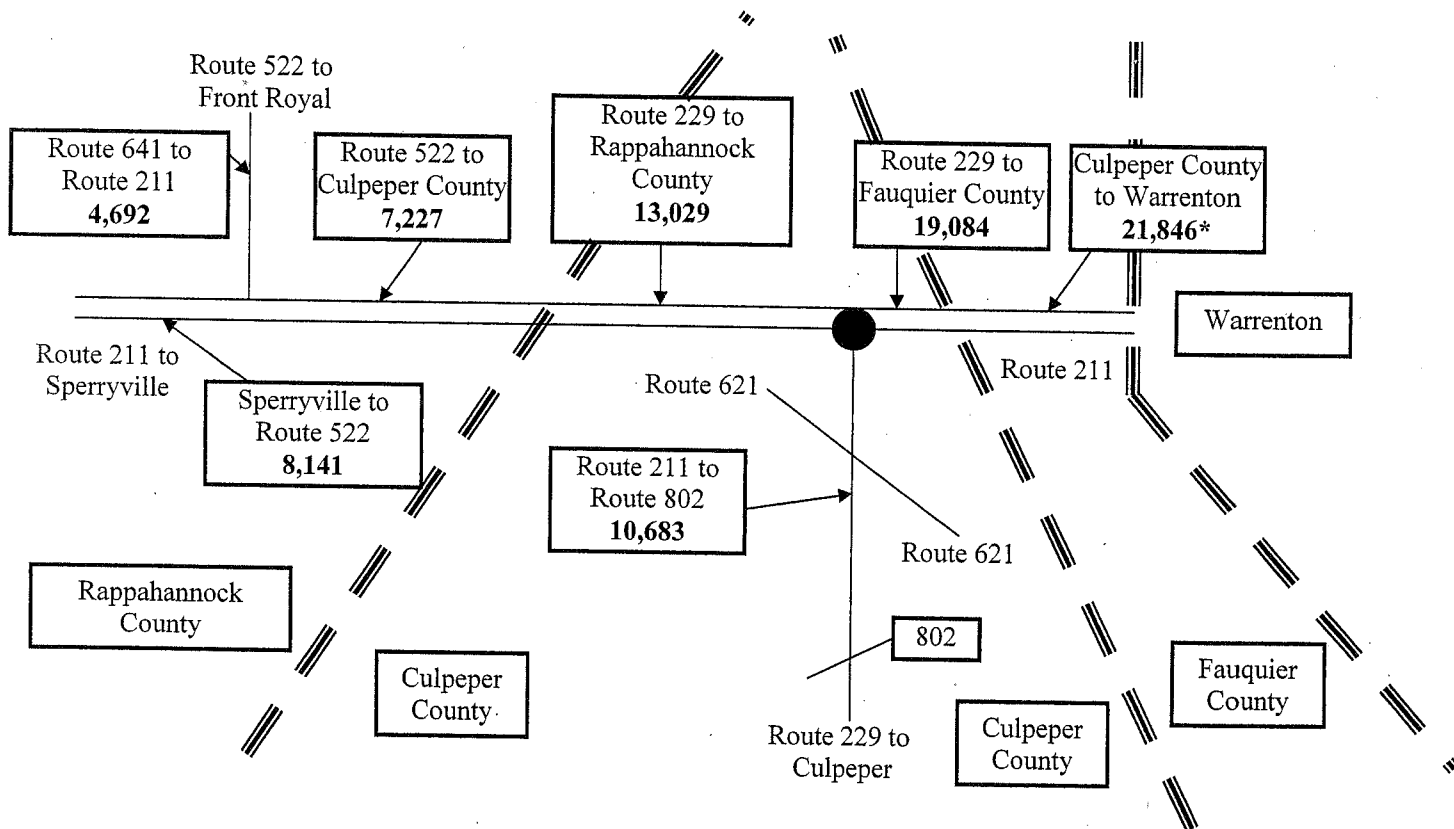 Route 522 to
Front Royal
Route 641 to
Route 211
4,692
Route 522 to
Culpeper County
7,227
Route 229 to
Rappahannock
County
13,029
Route 229 to
Fauquier County
19,084
Culpeper County
to Warrenton
21,846*
Warrenton
Route 211 to
Sperryville
Route 211
Sperryville to
Route 522
8,141
Route 621
Route 211 to
Route 802
10,683
Route 621
Rappahannock
County
802
Culpeper
County
Fauquier
County
Route 229 to
Culpeper
Culpeper
County